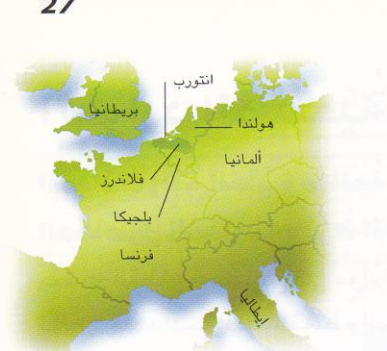 27
انتورب
بريطانيا
هولندا
ألمانيا
فلاندرز
بلجيكا
فرنسا
إيطاليا